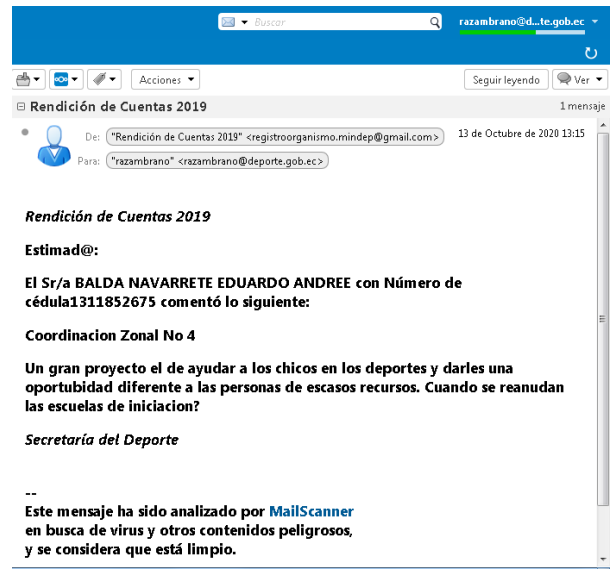 Buscar
razambrano@d...te.gob.ec
Acciones
Seguir leyendo
Ver
Rendición de Cuentas 2019
1 mensaje
De: "Rendición de Cuentas 2019" <registroorganismo.mindep@gmail.com>
13 de Octubre de 2020 13:15
Para: "razambrano" <razambrano@deporte.gob.ec>
Rendición de Cuentas 2019
Estimad@:
El Sr/a BALDA NAVARRETE EDUARDO ANDREE con Número de
cédula1311852675 comentó lo siguiente:
Coordinacion Zonal No 4
Un gran proyecto el de ayudar a los chicos en los deportes y darles una
oportubidad diferente a las personas de escasos recursos. Cuando se reanudan
las escuelas de iniciacion?
Secretaría del Deporte
--
Este mensaje ha sido analizado por MailScanner
en busca de virus y otros contenidos peligrosos,
y se considera que está limpio.